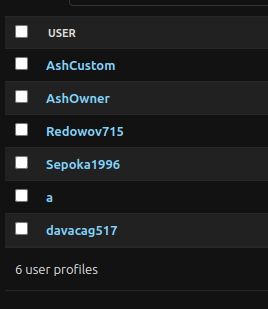 USER
AshCustom
AshOwner
Redowov715
Sepoka1996
a
davacag517
6 user profiles